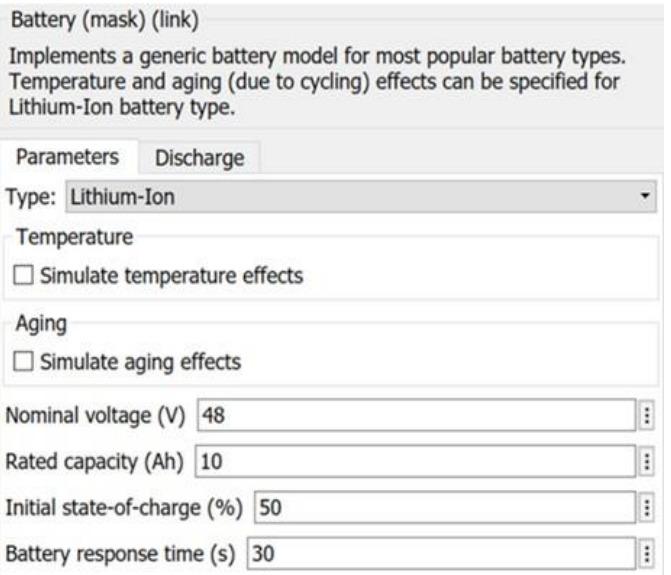 Battery (mask) (link)
Implements a generic battery model for most popular battery types.
Temperature and aging (due to cycling) effects can be specified for
Lithium-Ion battery type.
Parameters Discharge
Type: Lithium-Ion
Temperature
Simulate temperature effects
Aging
Simulate aging effects
Nominal voltage (V) 48
Rated capacity (Ah) 10
Initial state-of-charge (%) 50
Battery response time (s) 30